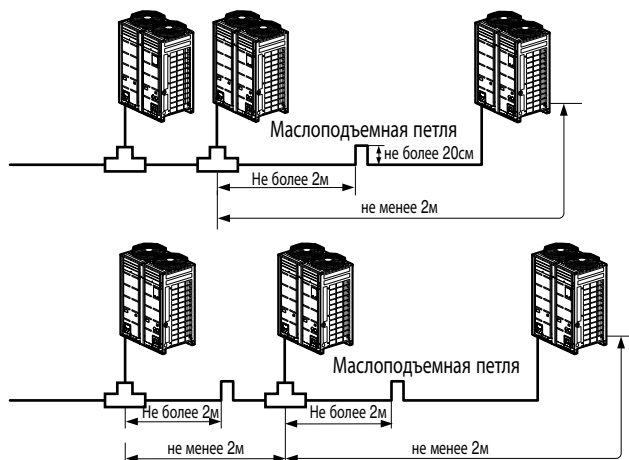 Маслоподъемная петля
не более 20см
Не более 2м
не менее 2м
Маслоподъемная петля
Не более 2м
Не более 2м
не менее 2м
не менее 2м